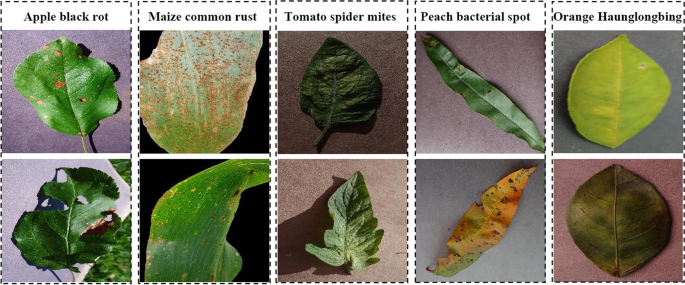 Apple black rot
Maize common rust
Tomato spider mites
Peach bacterial spot
Orange Haunglongbing